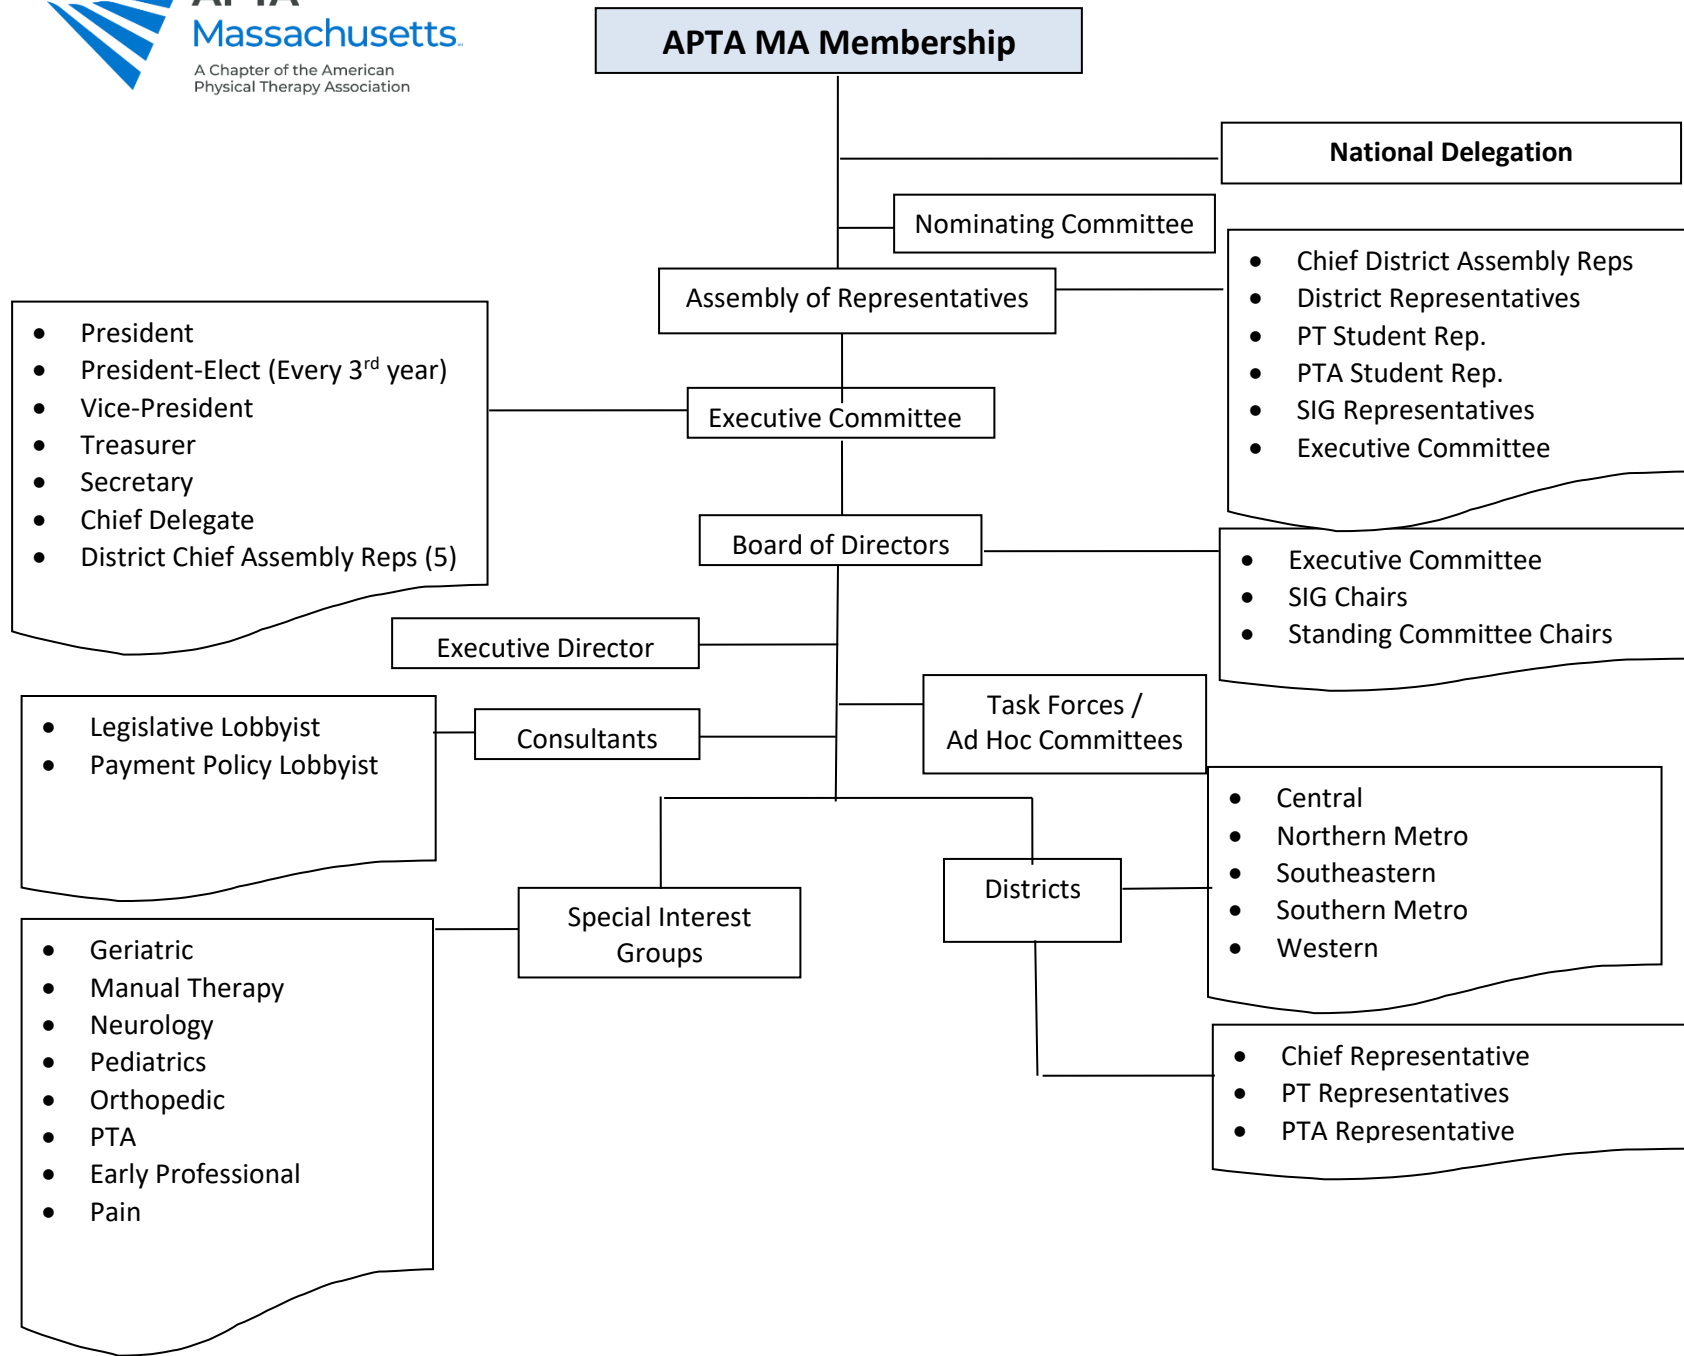 APTA
Massachusetts
A Chapter of the American
Physical Therapy Association
APTA MA Membership
National Delegation
Nominating Committee
Assembly of Representatives
• Chief District Assembly Reps
• District Representatives
• PT Student Rep.
• PTA Student Rep.
• SIG Representatives
• Executive Committee
• President
• President-Elect (Every 3rd year)
• Vice-President
• Treasurer
• Secretary
• Chief Delegate
• District Chief Assembly Reps (5)
Executive Committee
Board of Directors
• Executive Committee
• SIG Chairs
• Standing Committee Chairs
Executive Director
Task Forces /
Ad Hoc Committees
• Legislative Lobbyist
• Payment Policy Lobbyist
Consultants
• Central
• Northern Metro
• Southeastern
• Southern Metro
• Western
Districts
Special Interest
Groups
• Geriatric
• Manual Therapy
• Neurology
• Pediatrics
• Orthopedic
• PTA
• Early Professional
• Pain
• Chief Representative
• PT Representatives
• PTA Representative